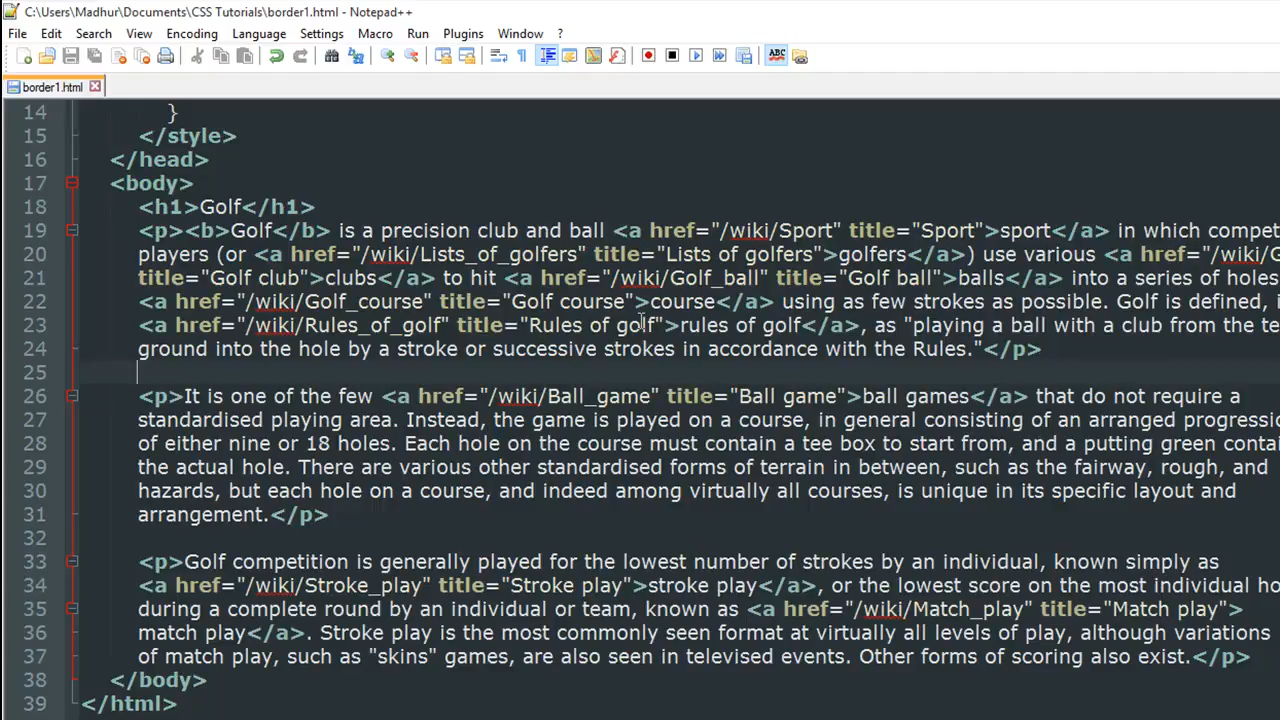 C:\Users\Madhur\Documents\CSS Tutorials\border1.html - Notepad++
File Edit Search View Encoding Language Settings Macro Run Plugins Window ?
ABC
border1.html
14 }
15 </style>
16 </head>
17 <body>
18 <h1>Golf</h1>
19 <p><b>Golf</b> is a precision club and ball <a href="/wiki/Sport" title="Sport">sport</a> in which compet
20 players (or <a href="/wiki/Lists_of_golfers" title="Lists of golfers">golfers</a>) use various <a href="/wiki/G
21 title="Golf club">clubs</a> to hit <a href="/wiki/Golf_ball" title="Golf ball">balls</a> into a series of holes
22 <a href="/wiki/Golf_course" title="Golf course">course</a> using as few strokes as possible. Golf is defined, i
23 <a href="/wiki/Rules_of_golf" title="Rules of golf">rules of golf</a>, as "playing a ball with a club from the te
24 ground into the hole by a stroke or successive strokes in accordance with the Rules."</p>
25
26 <p>It is one of the few <a href="/wiki/Ball_game" title="Ball game">ball games</a> that do not require a
27 standardised playing area. Instead, the game is played on a course, in general consisting of an arranged progressi
28 of either nine or 18 holes. Each hole on the course must contain a tee box to start from, and a putting green contai
29 the actual hole. There are various other standardised forms of terrain in between, such as the fairway, rough, and
30 hazards, but each hole on a course, and indeed among virtually all courses, is unique in its specific layout and
31 arrangement.</p>
32
33 <p>Golf competition is generally played for the lowest number of strokes by an individual, known simply as
34 <a href="/wiki/Stroke_play" title="Stroke play">stroke play</a>, or the lowest score on the most individual ho
35 during a complete round by an individual or team, known as <a href="/wiki/Match_play" title="Match play">
36 match play</a>. Stroke play is the most commonly seen format at virtually all levels of play, although variations
37 of match play, such as "skins" games, are also seen in televised events. Other forms of scoring also exist.</p>
38 </body>
39 </html>